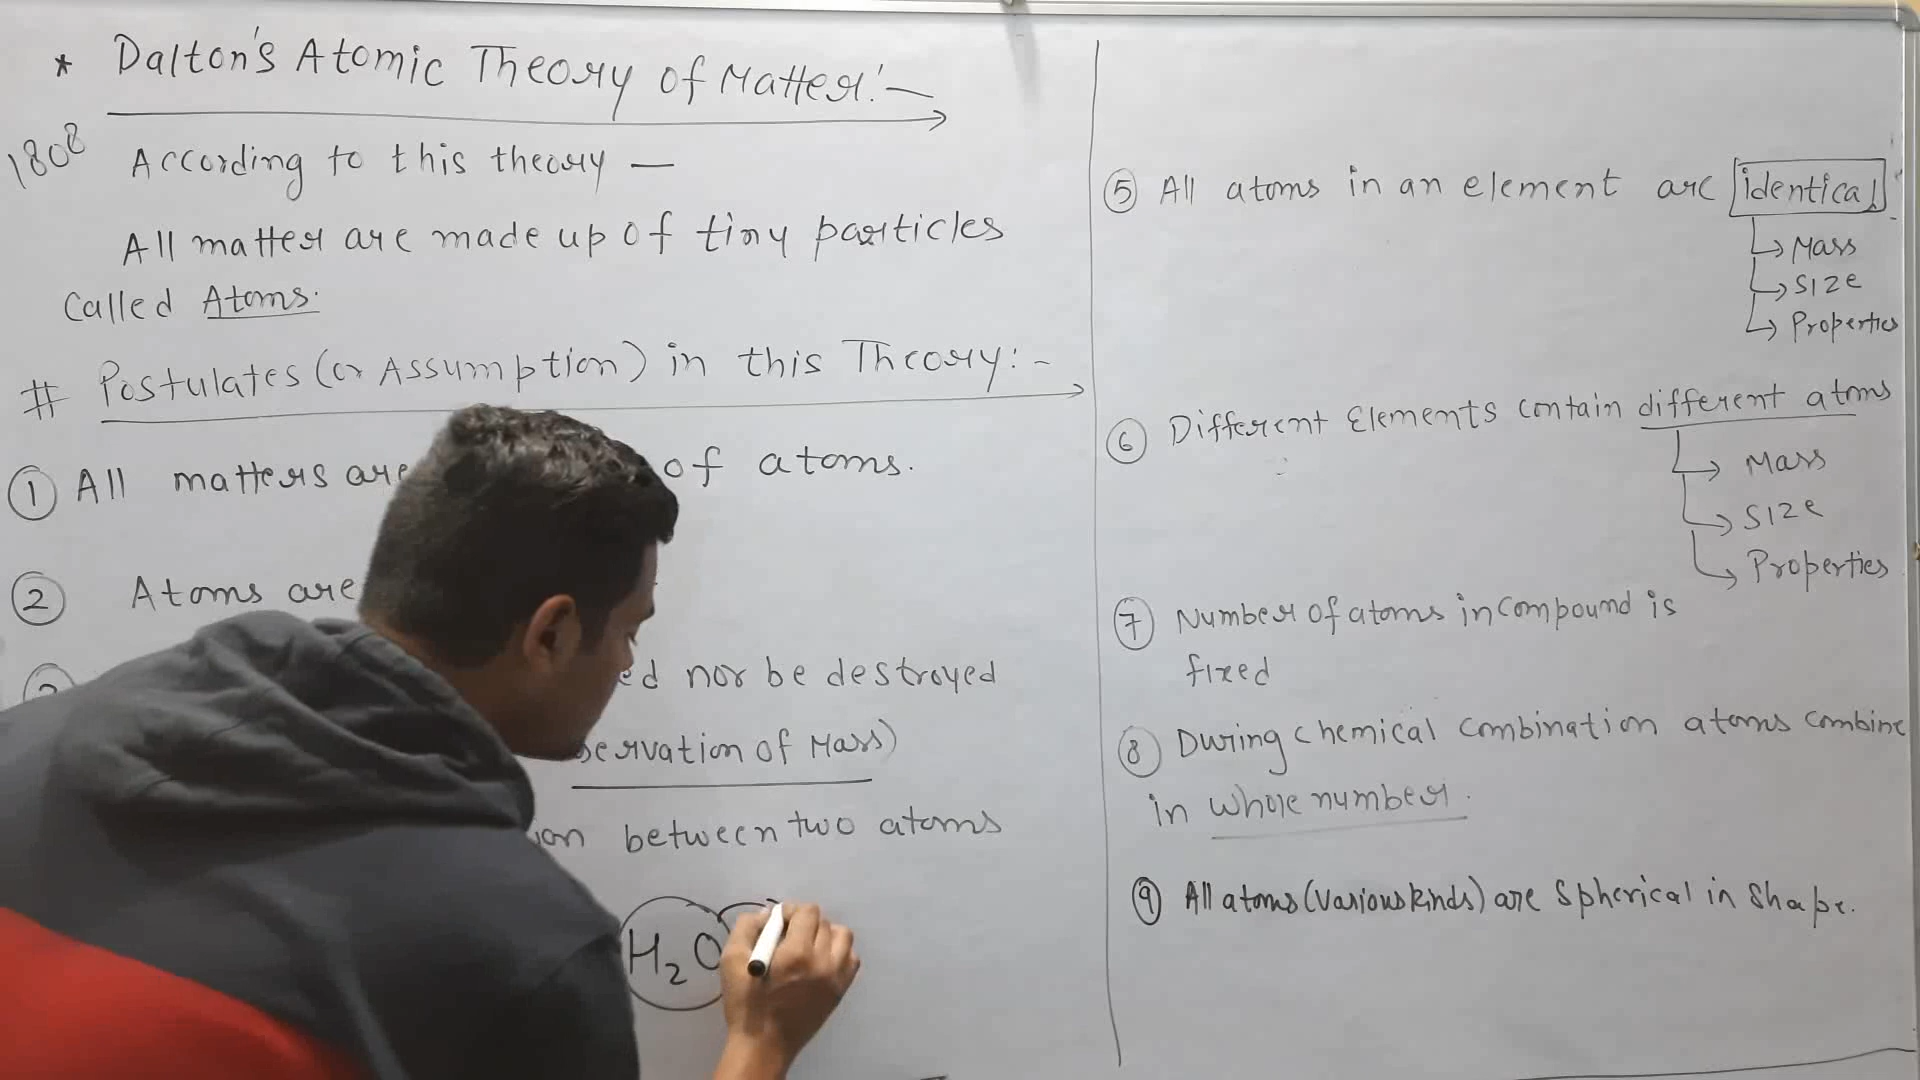 * Dalton's Atomic Theory of Matter:-
1808 According to this theory —
All matter are made up of tiny particles
Called Atoms.
# Postulates (or Assumption) in this Theory:-
① All matters are of atoms.
② Atoms are
nor be destroyed
of Mass)
between two atoms
H₂O
⑤ All atoms in an element are identical
→ Mass
→ Size
→ Properties
⑥ Different Elements contain different atoms
→ Mass
→ Size
→ Properties
⑦ Number of atoms in compound is
fixed
⑧ During chemical combination atoms combine
in whole number.
⑨ All atoms (various kinds) are spherical in shape.